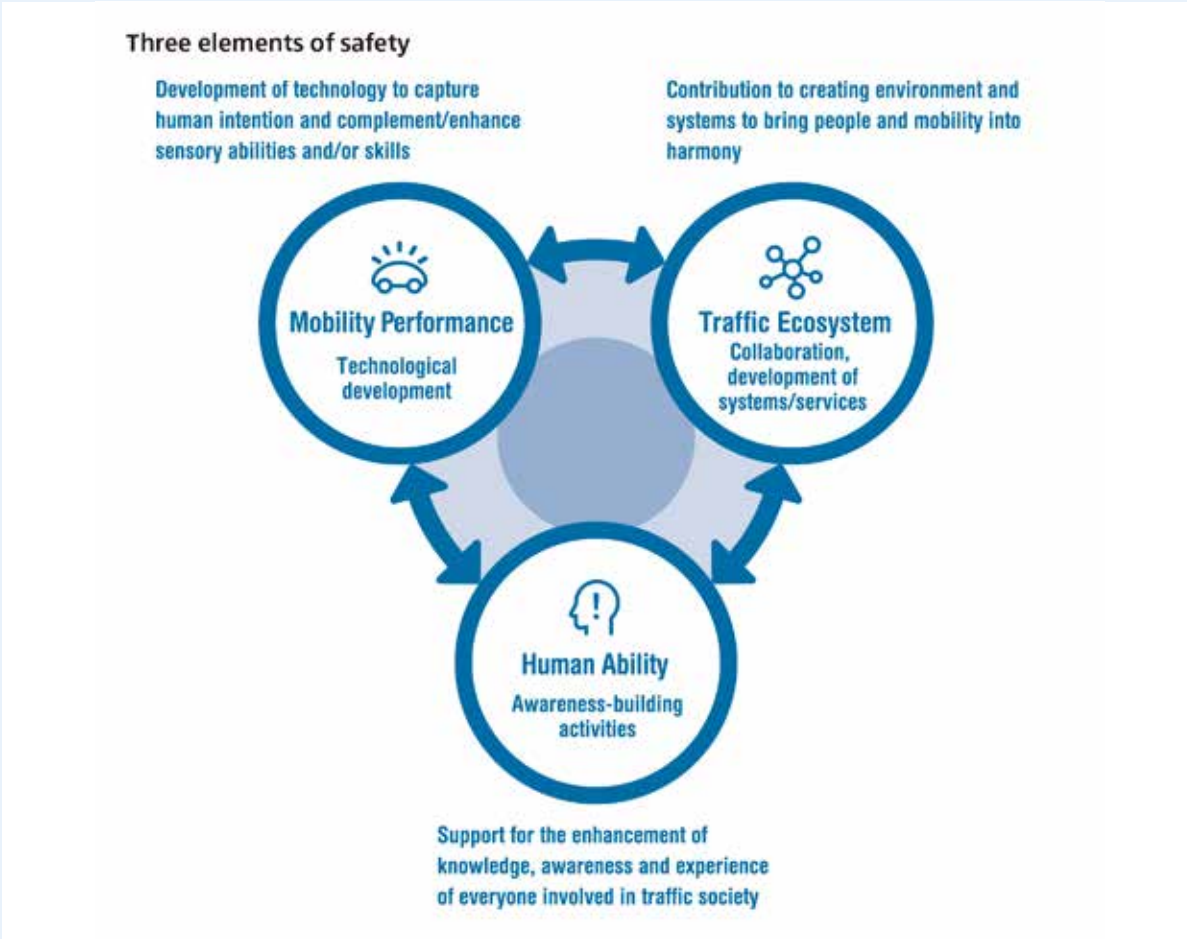 Three elements of safety
Development of technology to capture
human intention and complement/enhance
sensory abilities and/or skills
Contribution to creating environment and
systems to bring people and mobility into
harmony
Mobility Performance
Technological
development
Traffic Ecosystem
Collaboration,
development of
systems/services
Human Ability
Awareness-building
activities
Support for the enhancement of
knowledge, awareness and experience
of everyone involved in traffic society